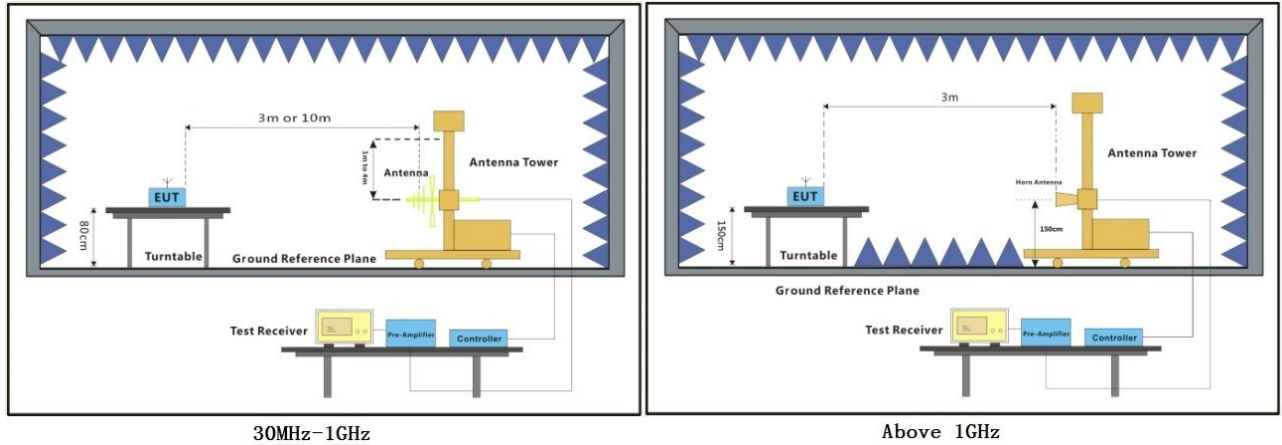 3m or 10m
1m to 4m
Antenna
Antenna Tower
EUT
80cm
Turntable
Ground Reference Plane
Test Receiver
Pre-Amplifier
Controller
30MHz-1GHz
3m
Antenna Tower
Horn Antenna
EUT
150cm
150cm
Turntable
Ground Reference Plane
Test Receiver
Pre-Amplifier
Controller
Above 1GHz